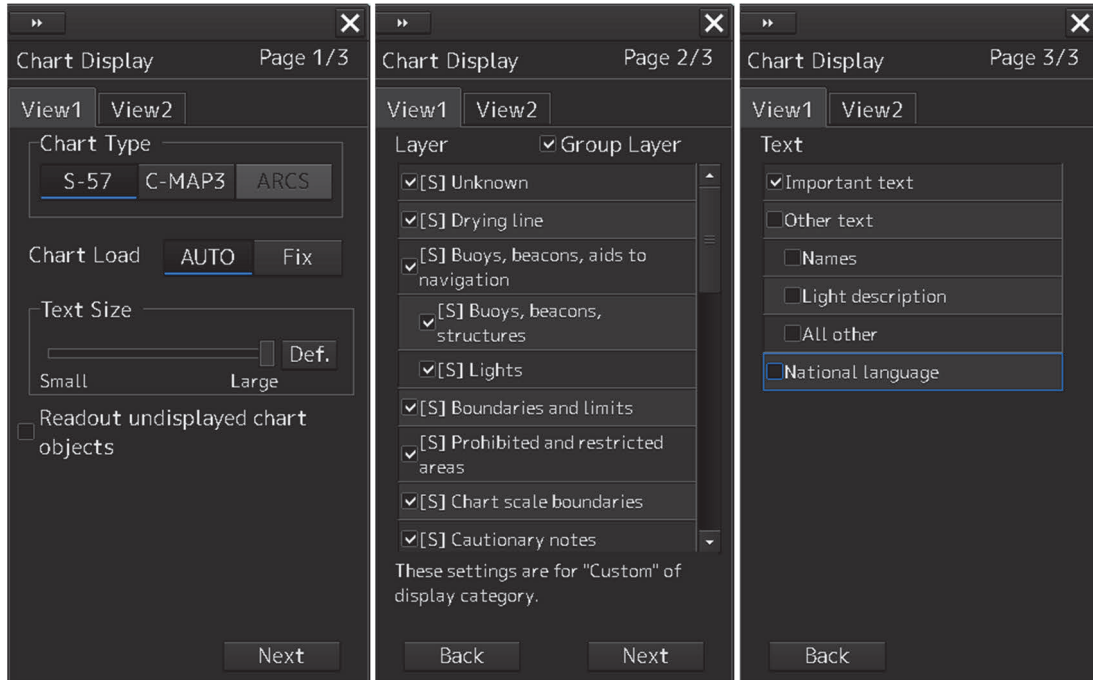 Chart Display Page 1/3
View1 View2
Chart Type
S-57 C-MAP3 ARCS
Chart Load AUTO Fix
Text Size
Def.
Small Large
Readout undisplayed chart
objects
Next
Chart Display Page 2/3
View1 View2
Layer Group Layer
[S] Unknown
[S] Drying line
[S] Buoys, beacons, aids to
navigation
[S] Buoys, beacons,
structures
[S] Lights
[S] Boundaries and limits
[S] Prohibited and restricted
areas
[S] Chart scale boundaries
[S] Cautionary notes
These settings are for "Custom" of
display category.
Back Next
Chart Display Page 3/3
View1 View2
Text
Important text
Other text
Names
Light description
All other
National language
Back